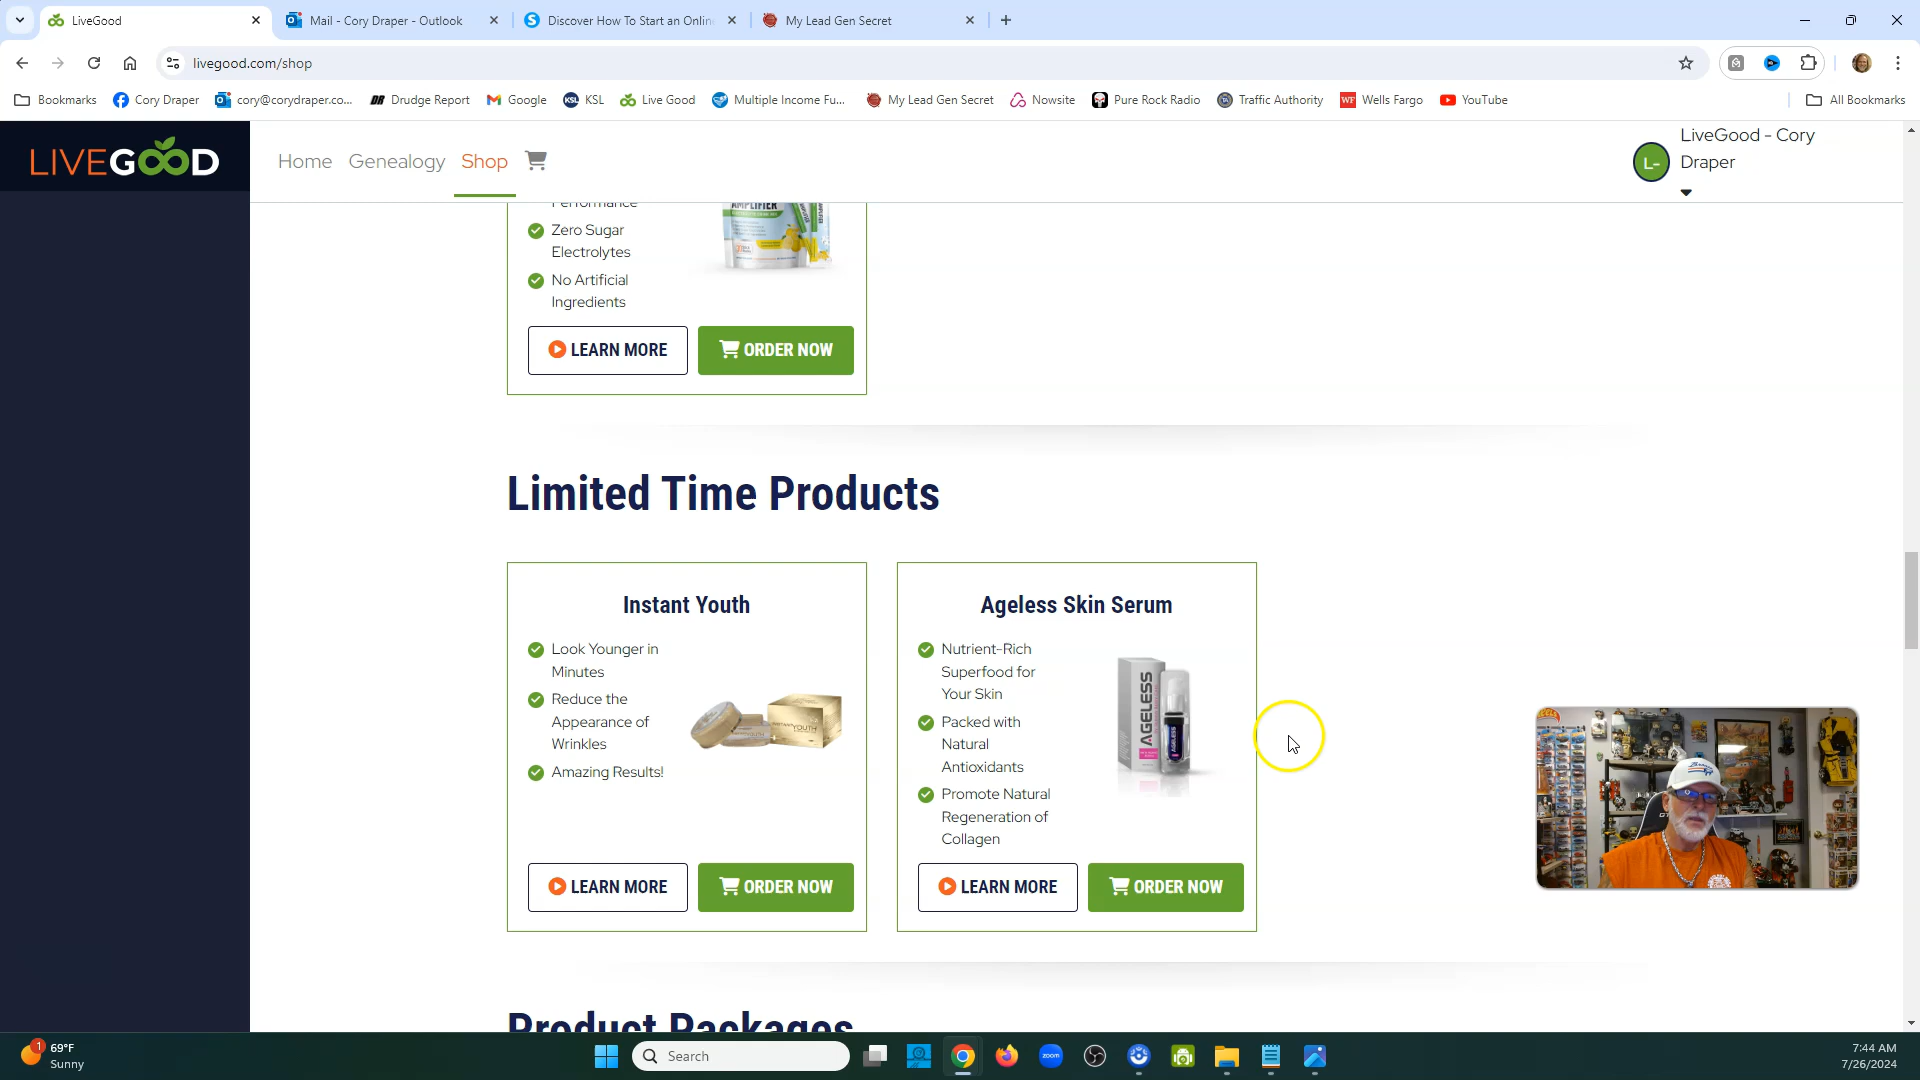 LiveGood
Mail - Cory Draper - Outlook
Discover How To Start an Onlin
My Lead Gen Secret
livegood.com/shop
Bookmarks
Cory Draper
cory@corydraper.co...
Drudge Report
Google
KSL
Live Good
Multiple Income Fu...
My Lead Gen Secret
Nowsite
Pure Rock Radio
Traffic Authority
Wells Fargo
YouTube
All Bookmarks
LIVEGOOD
Home
Genealogy
Shop
L-
LiveGood - Cory
Draper
Performance
Zero Sugar
Electrolytes
No Artificial
Ingredients
AMPLIFIER
LEARN MORE
ORDER NOW
Limited Time Products
Instant Youth
Look Younger in
Minutes
Reduce the
Appearance of
Wrinkles
Amazing Results!
LEARN MORE
ORDER NOW
Ageless Skin Serum
Nutrient-Rich
Superfood for
Your Skin
Packed with
Natural
Antioxidants
Promote Natural
Regeneration of
Collagen
AGELESS
LEARN MORE
ORDER NOW
Product Packages
1
69°F
Sunny
Search
zoom
7:44 AM
7/26/2024